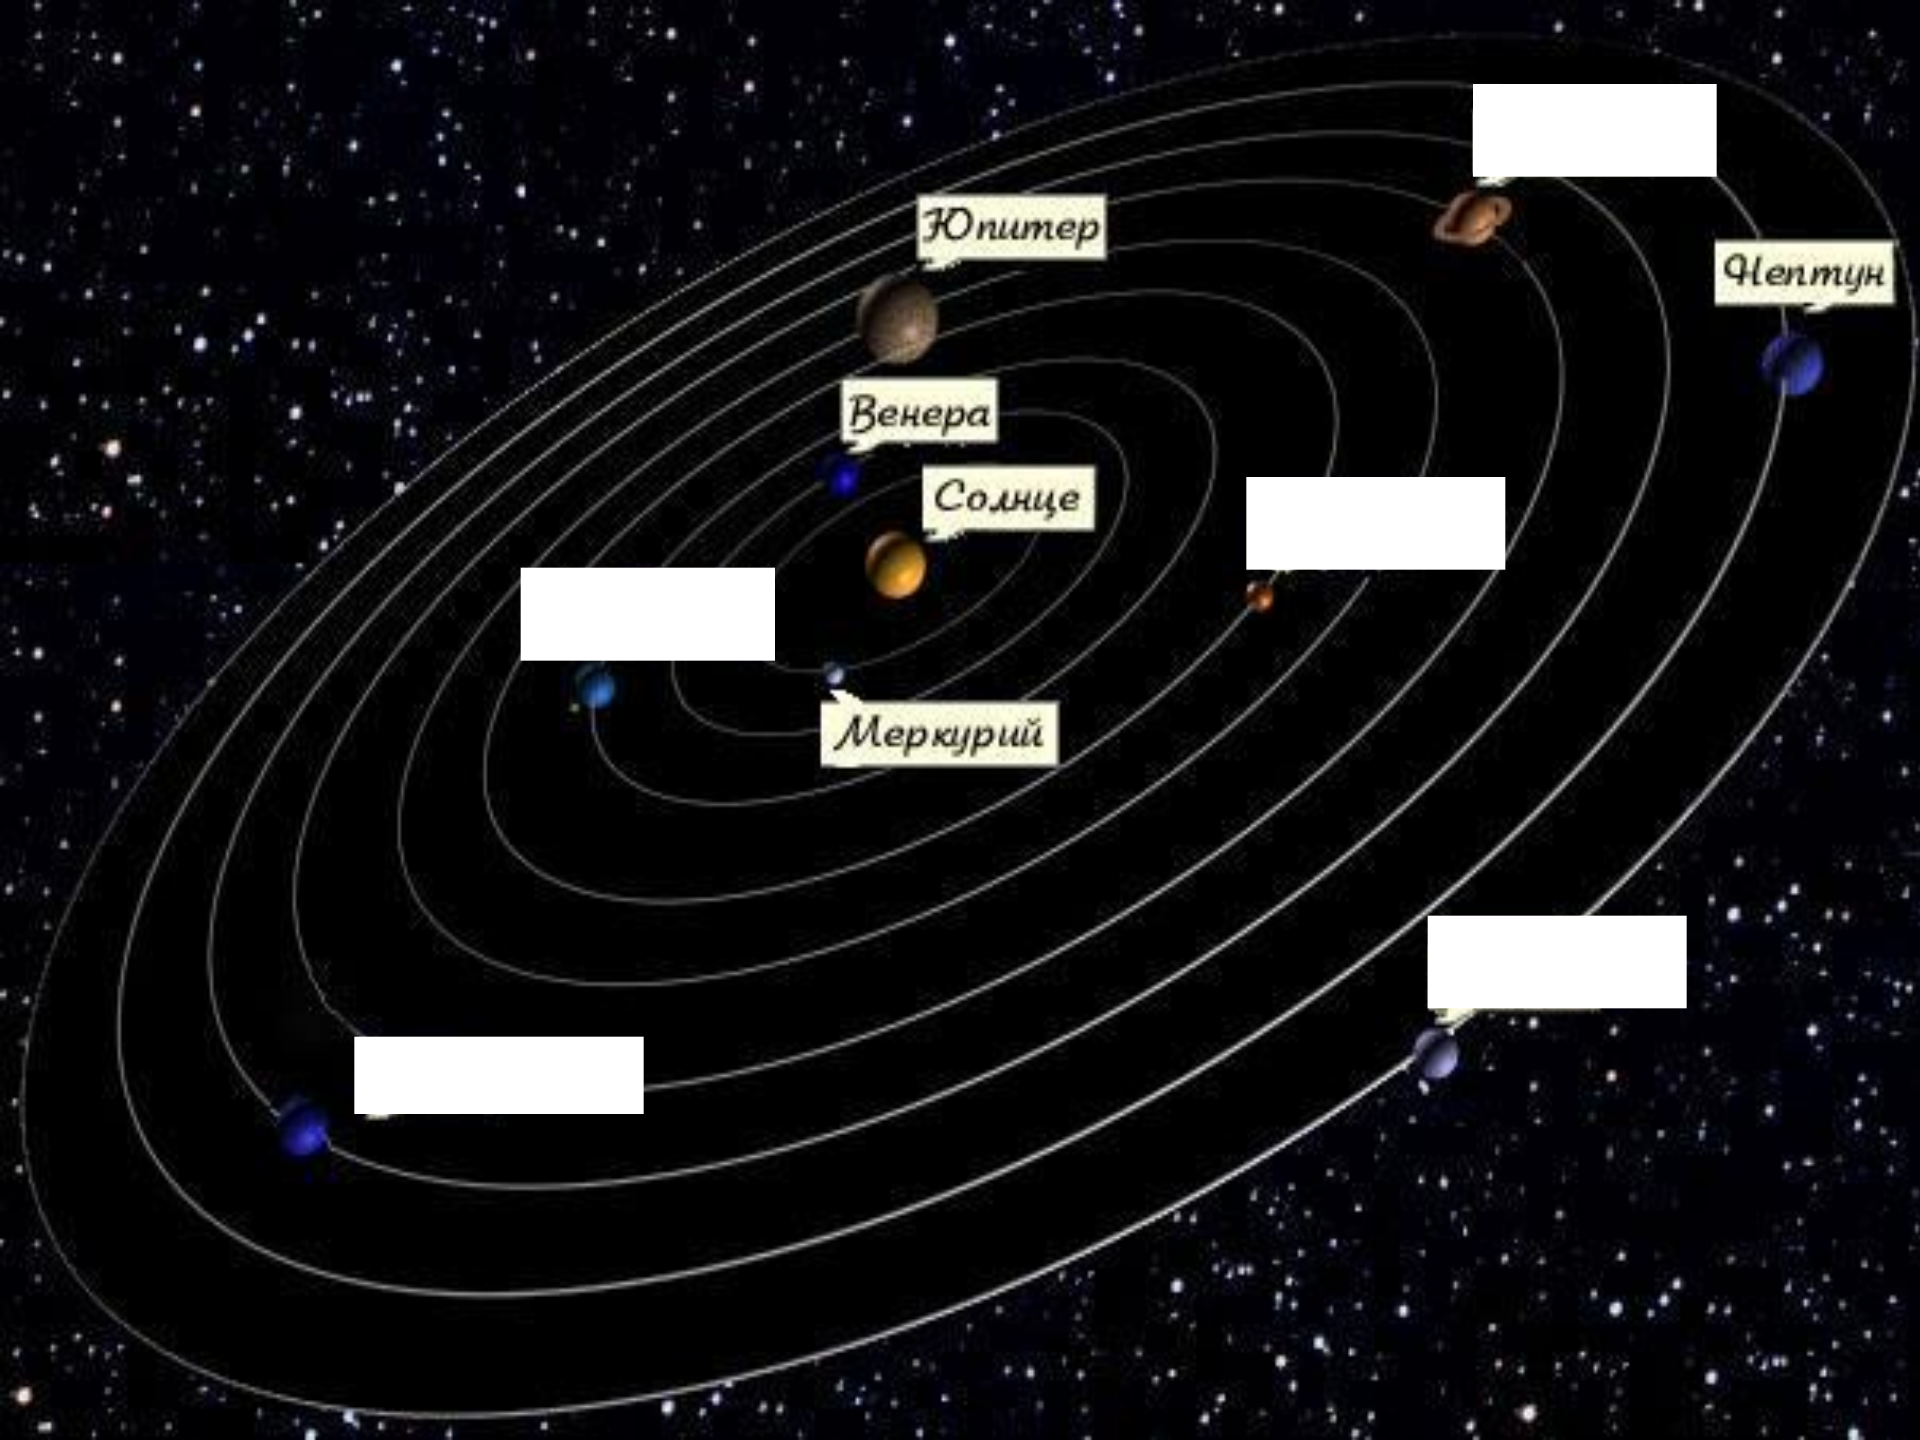 Юпитер
Нептун
Венера
Солнце
Меркурий